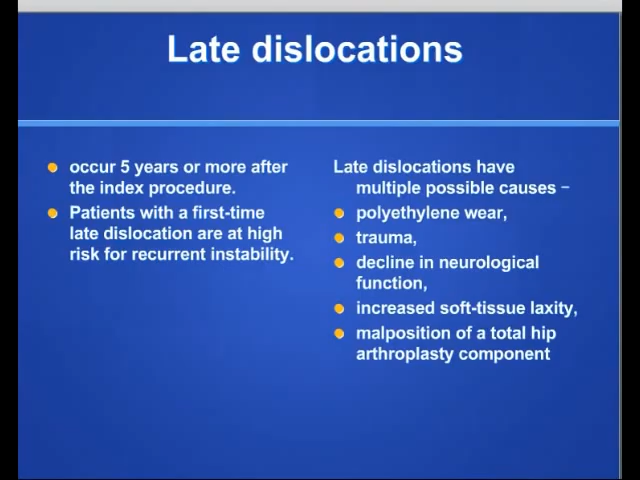 Late dislocations
occur 5 years or more after
the index procedure.
Patients with a first-time
late dislocation are at high
risk for recurrent instability.
Late dislocations have
multiple possible causes –
polyethylene wear,
trauma,
decline in neurological
function,
increased soft-tissue laxity,
malposition of a total hip
arthroplasty component